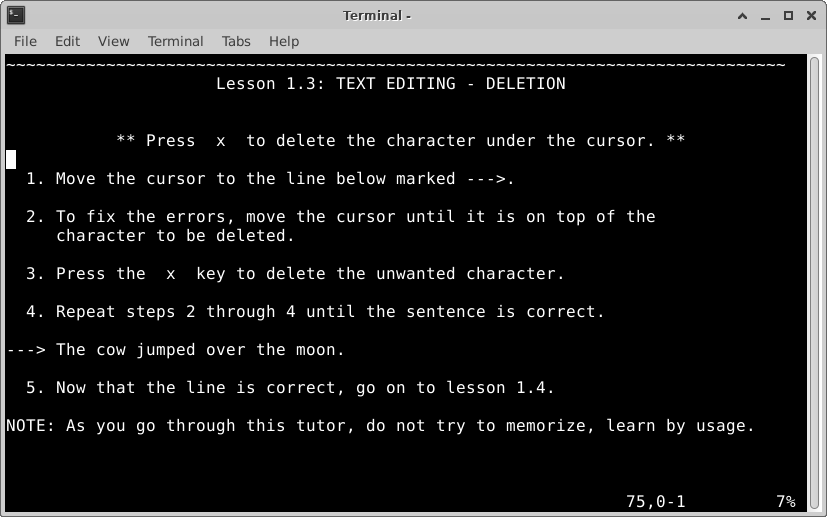 Terminal -
File Edit View Terminal Tabs Help
~~~~~~~~~~~~~~~~~~~~~~~~~~~~~~~~~~~~~~~~~~~~~~~~~~~~~~~~~~~~~~~~~~~~~~~~~~~~~~
Lesson 1.3: TEXT EDITING - DELETION
** Press  x  to delete the character under the cursor. **
1. Move the cursor to the line below marked --->.
2. To fix the errors, move the cursor until it is on top of the
character to be deleted.
3. Press the  x  key to delete the unwanted character.
4. Repeat steps 2 through 4 until the sentence is correct.
---> The cow jumped over the moon.
5. Now that the line is correct, go on to lesson 1.4.
NOTE: As you go through this tutor, do not try to memorize, learn by usage.
75,0-1 7%